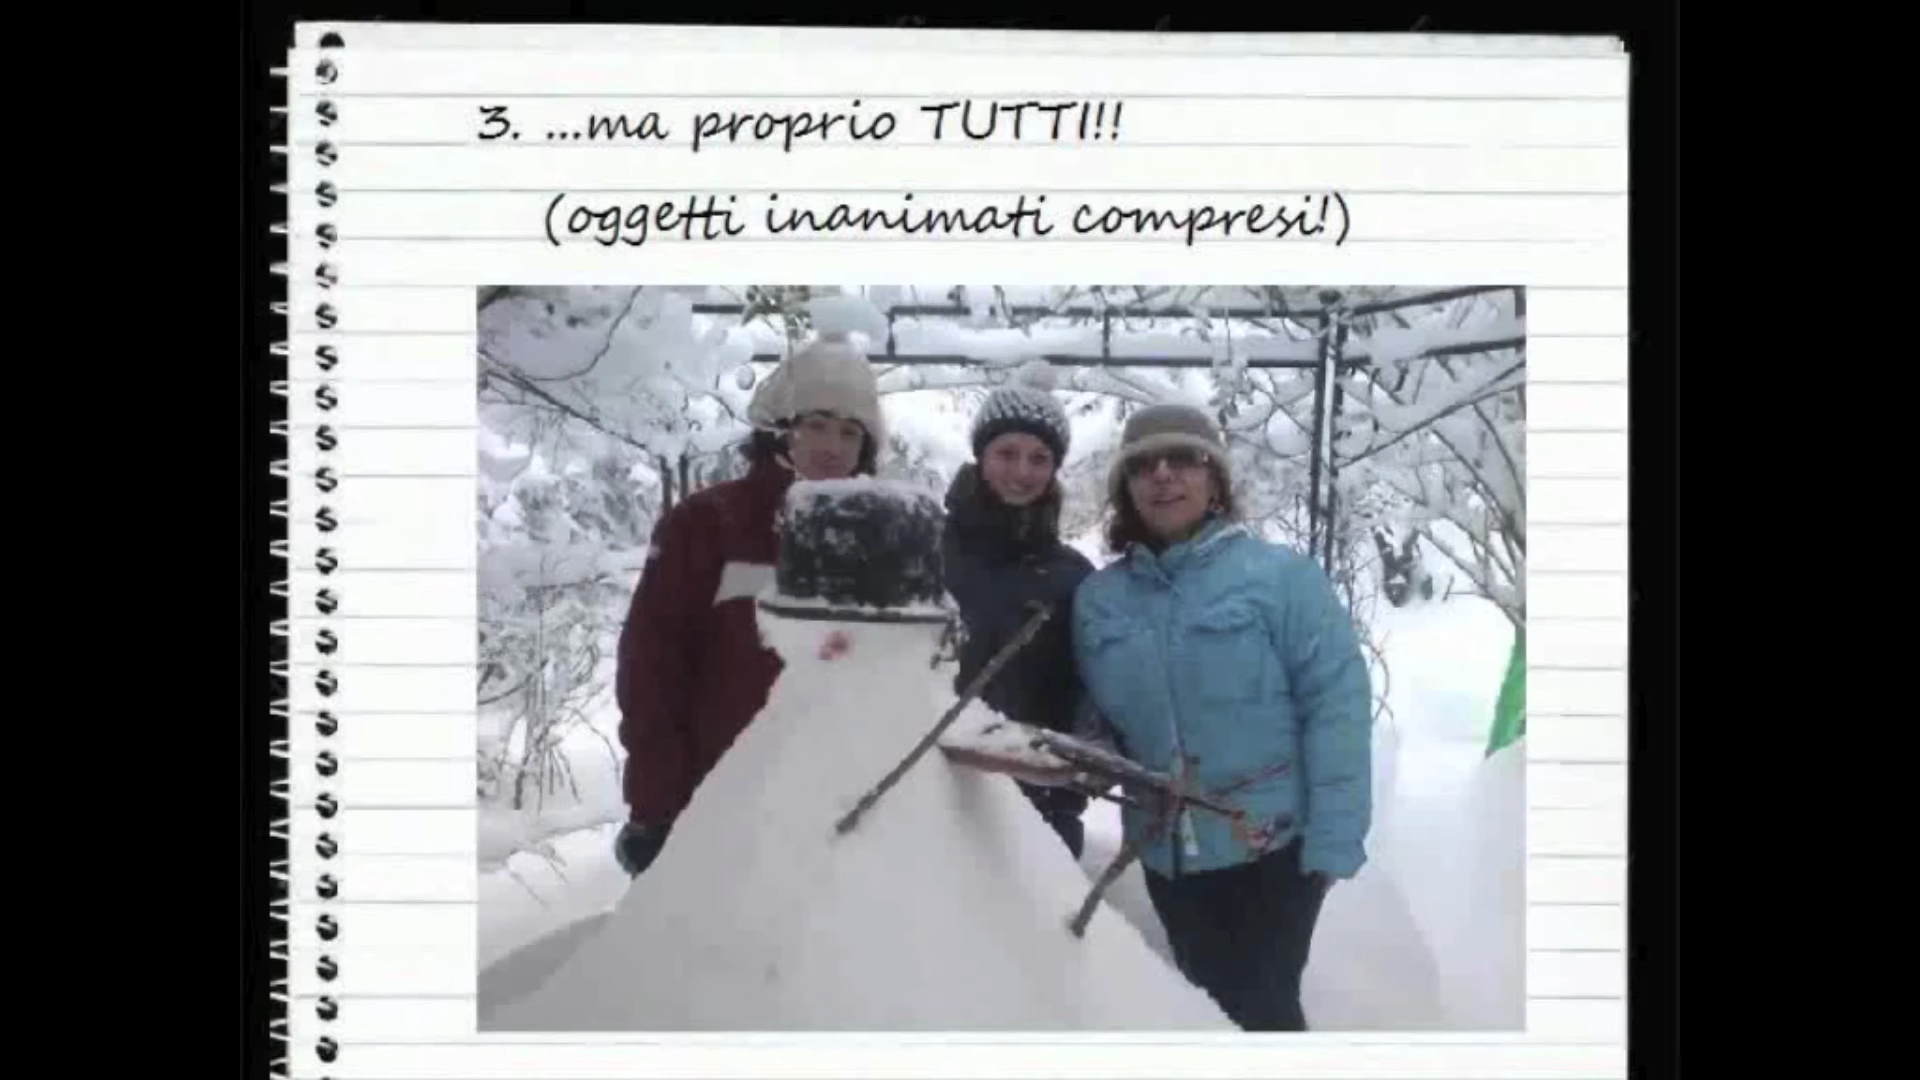 3. ...ma proprio TUTTI!!
(oggetti inanimati compresi!)